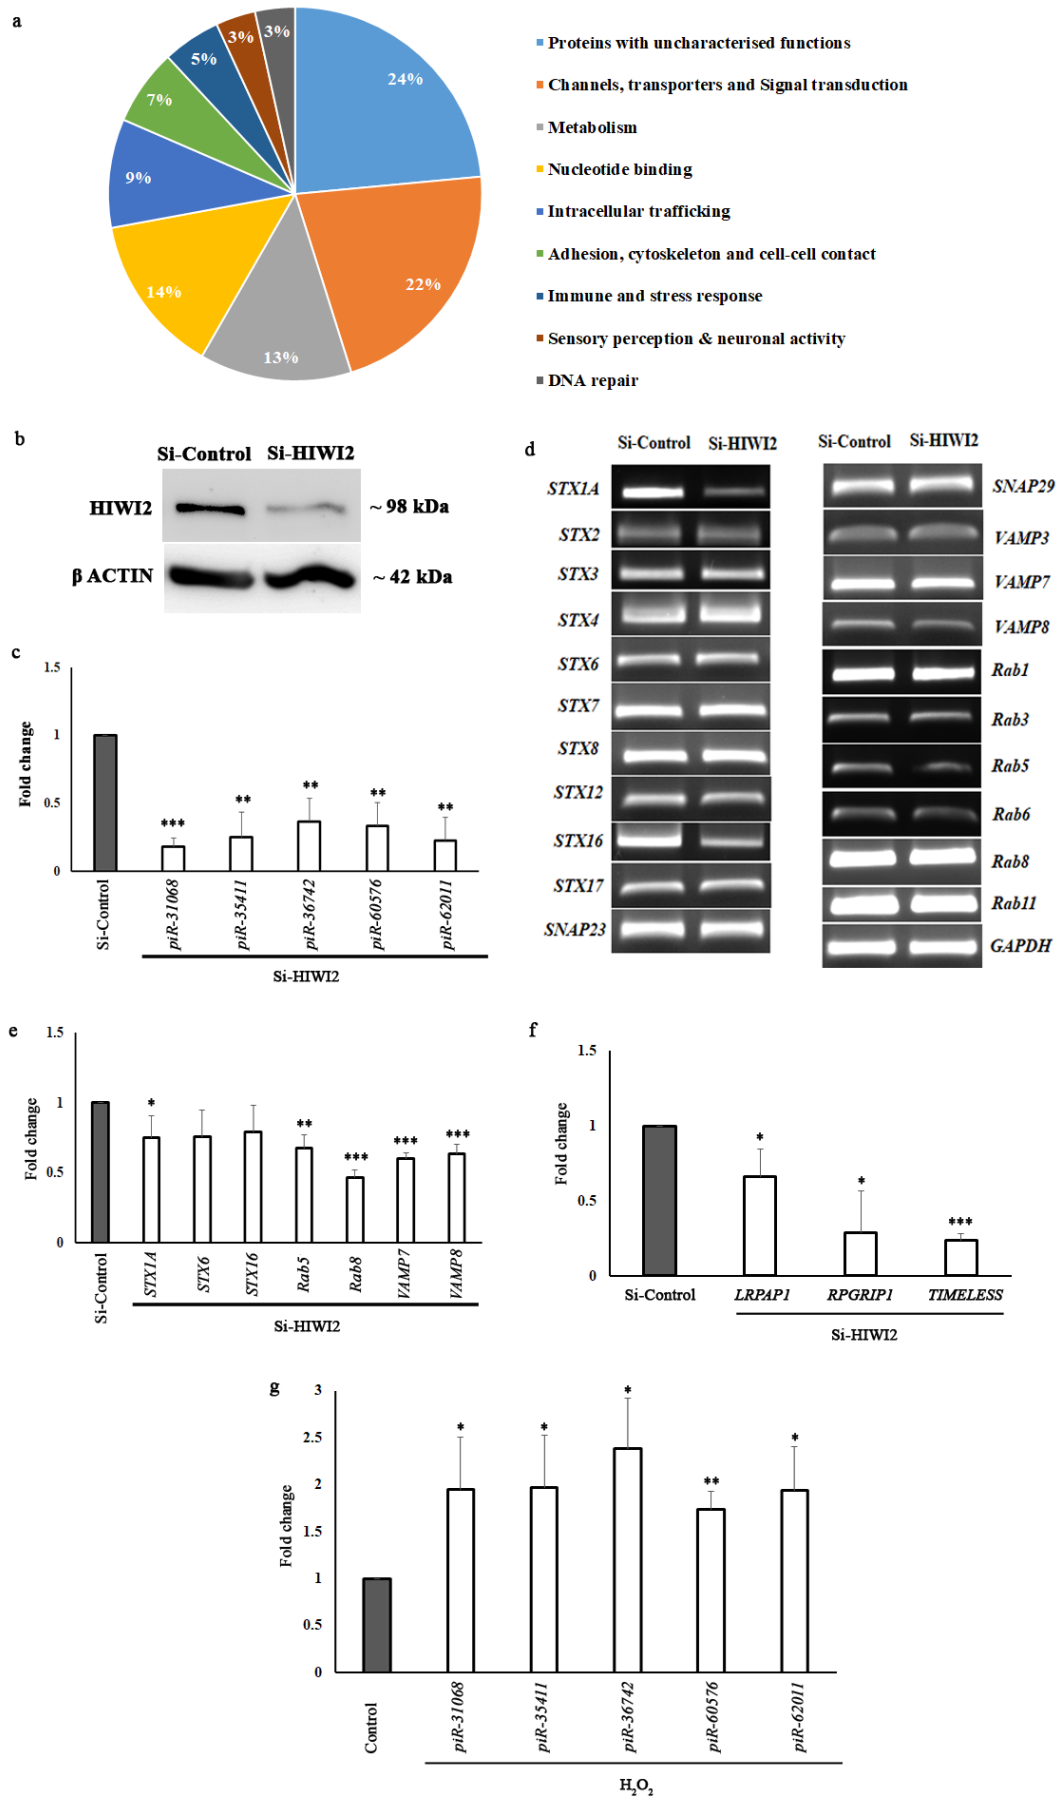 a
24%
22%
13%
14%
9%
7%
5%
3%
3%
Proteins with uncharacterised functions
Channels, transporters and Signal transduction
Metabolism
Nucleotide binding
Intracellular trafficking
Adhesion, cytoskeleton and cell-cell contact
Immune and stress response
Sensory perception & neuronal activity
DNA repair
b
Si-Control Si-HIWI2
HIWI2 ~ 98 kDa
β ACTIN ~ 42 kDa
c
Fold change
1.5
1
0.5
0
***
**
**
**
**
Si-Control
piR-31068
piR-35411
piR-36742
piR-60576
piR-62011
Si-HIWI2
d
Si-Control Si-HIWI2
STX1A
STX2
STX3
STX4
STX6
STX7
STX8
STX12
STX16
STX17
SNAP23
Si-Control Si-HIWI2
SNAP29
VAMP3
VAMP7
VAMP8
Rab1
Rab3
Rab5
Rab6
Rab8
Rab11
GAPDH
e
Fold change
1.5
1
0.5
0
*
**
***
***
***
Si-Control
STX1A
STX6
STX16
Rab5
Rab8
VAMP7
VAMP8
Si-HIWI2
f
Fold change
1.5
1
0.5
0
*
*
***
Si-Control
LRPAP1
RPGRIP1
TIMELESS
Si-HIWI2
g
Fold change
3
2.5
2
1.5
1
0.5
0
*
*
*
**
*
Control
piR-31068
piR-35411
piR-36742
piR-60576
piR-62011
H₂O₂